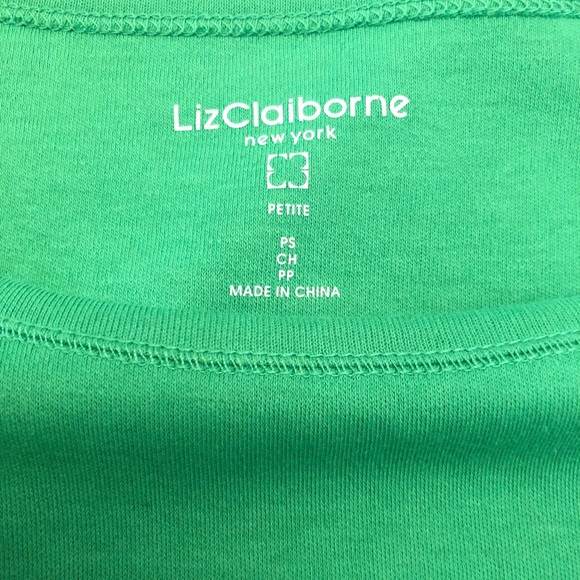 LizClaiborne
new york
PETITE
PS
CH
PP
MADE IN CHINA